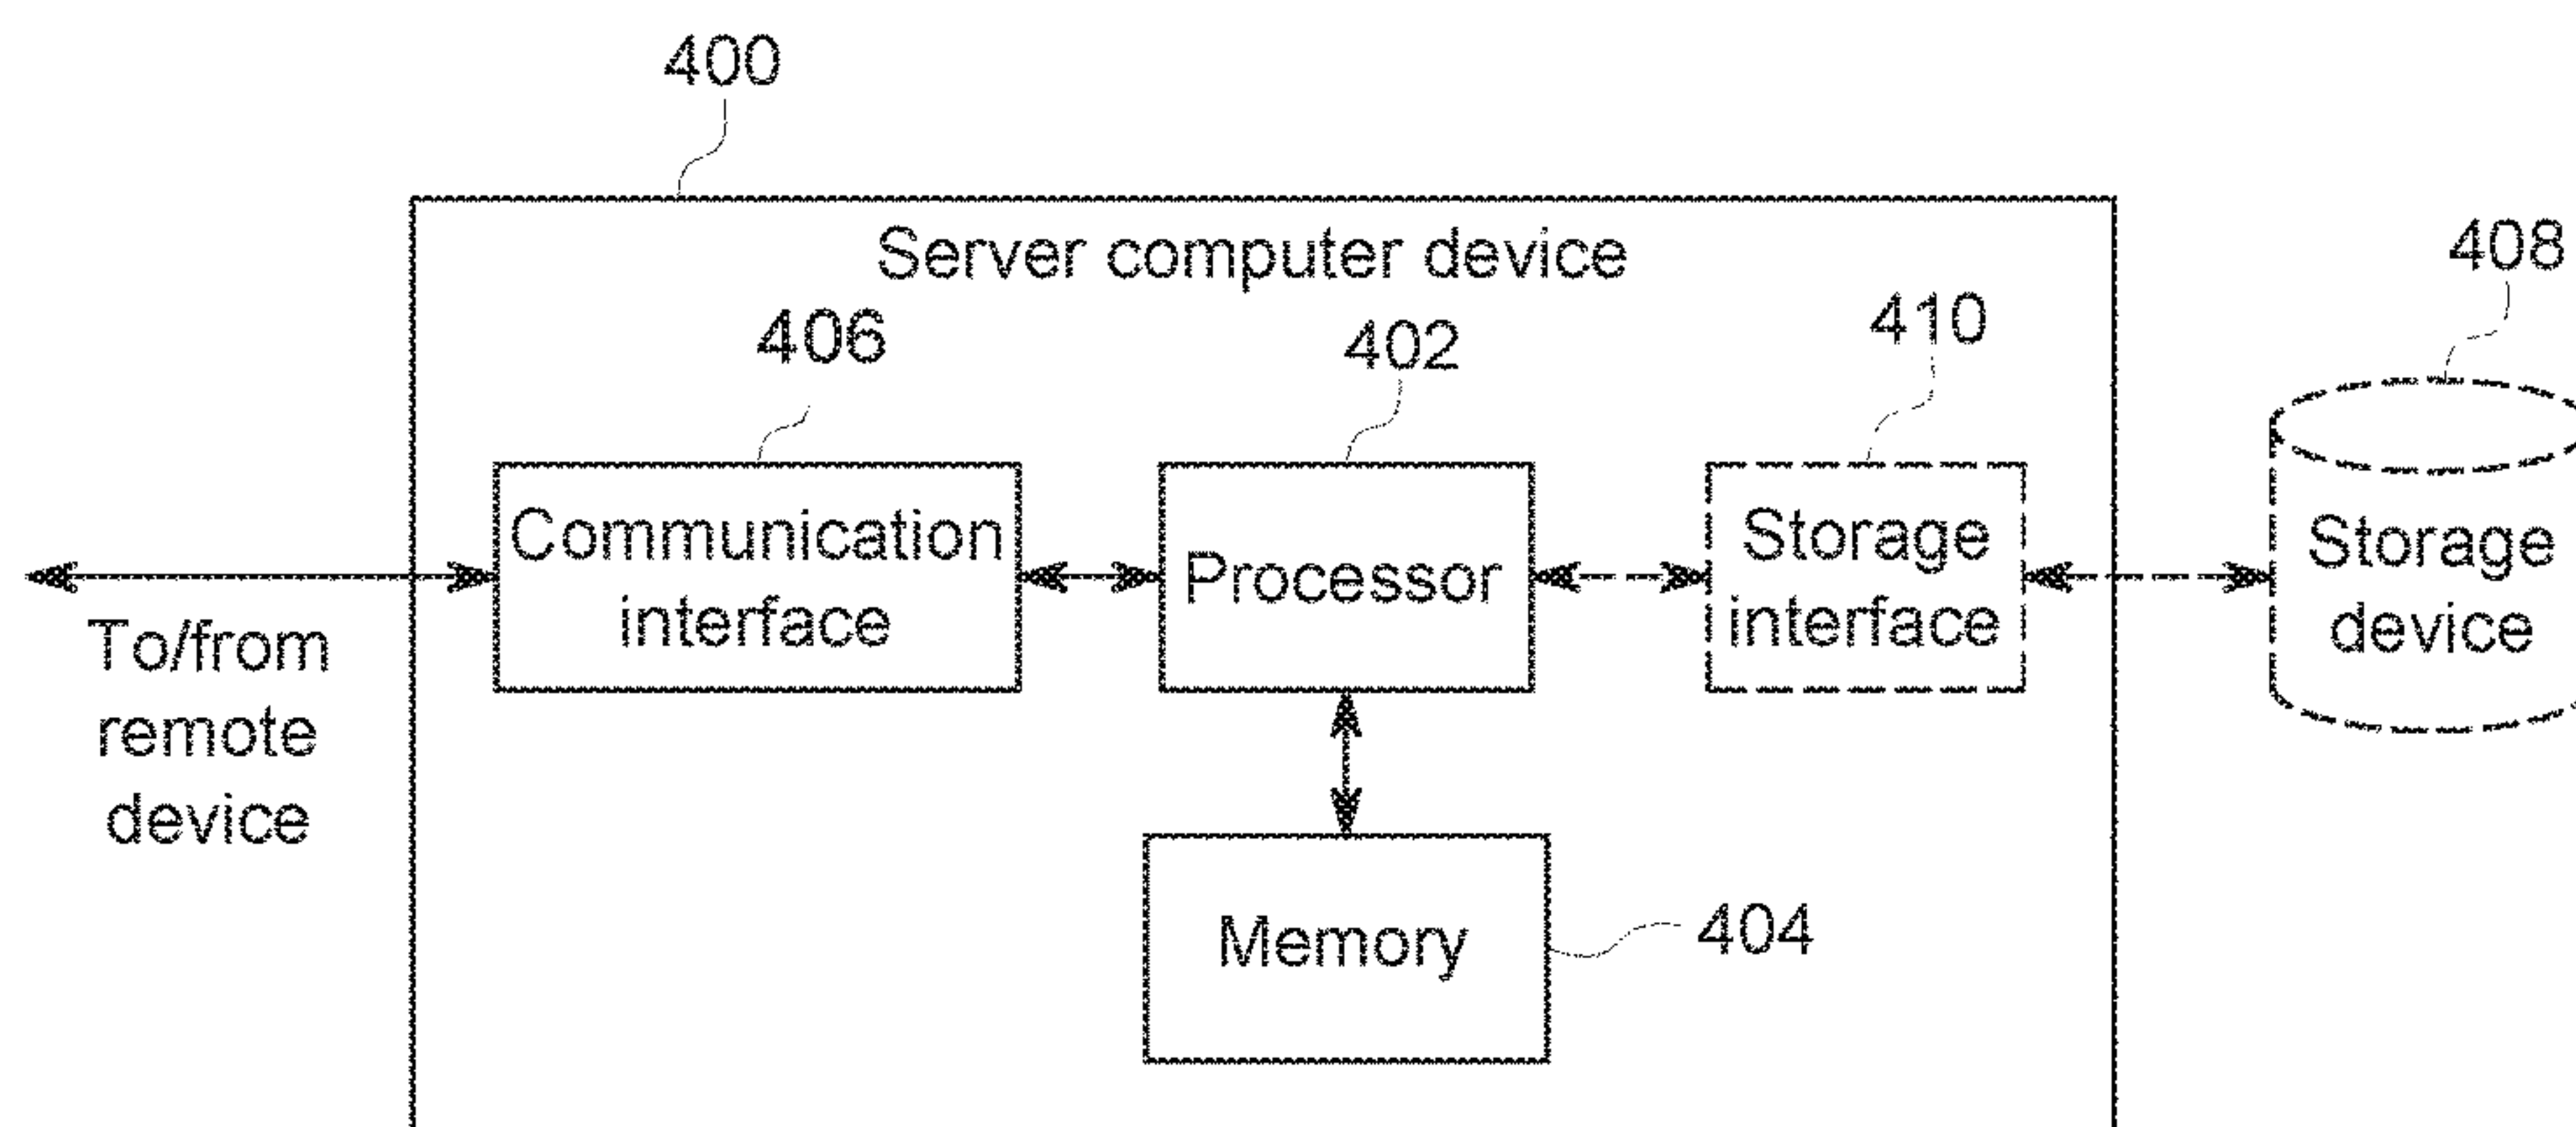 400
Server computer device
408
406
402
410
Communication
interface
Processor
Storage
interface
Storage
device
To/from
remote
device
Memory
404